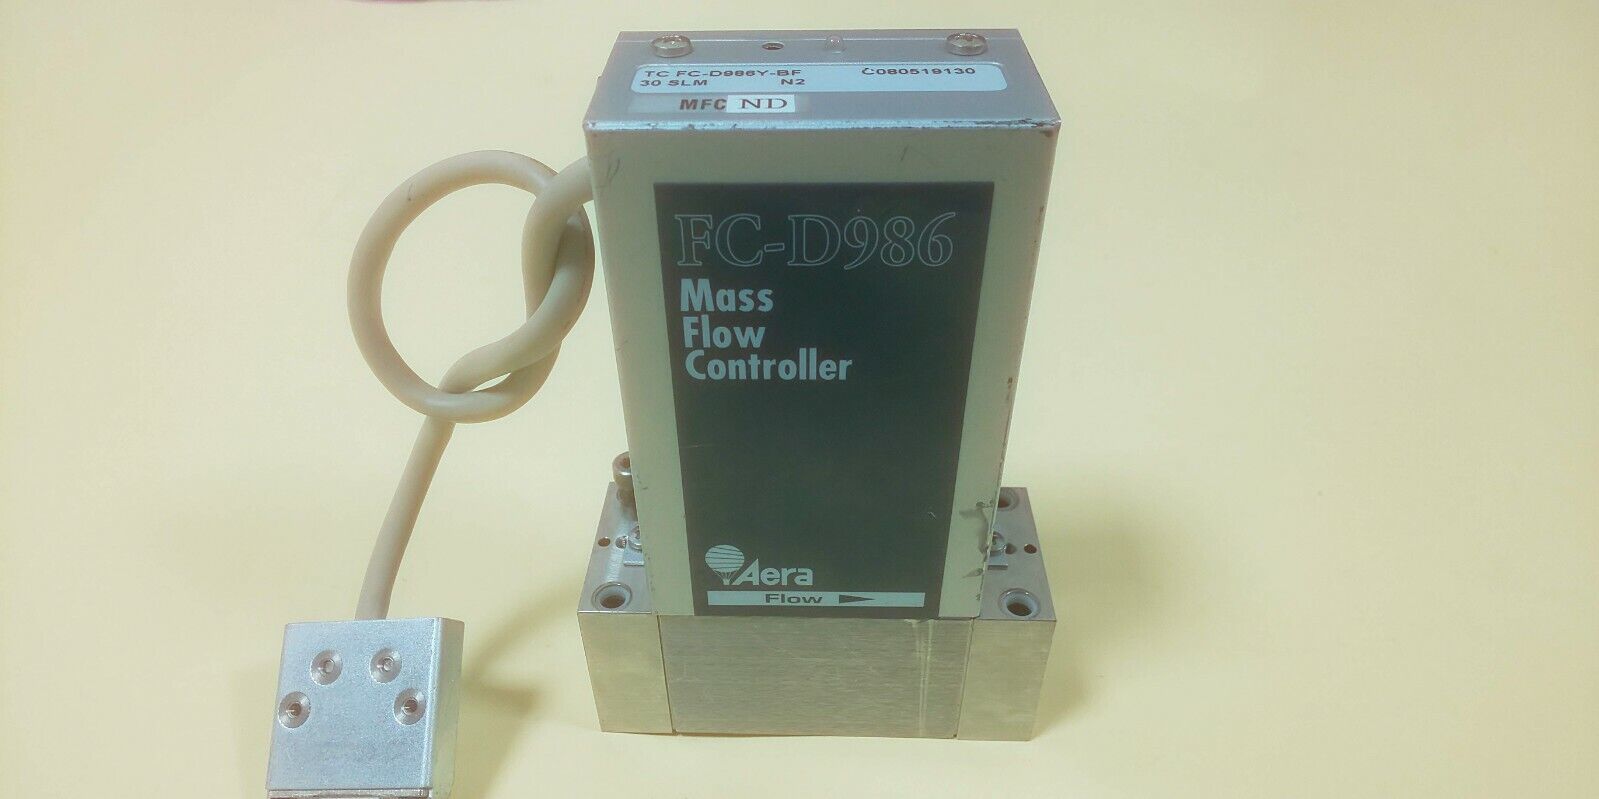 TC FC-D986Y-BF C080519130
30 SLM N2
MFC ND
FC-D986
Mass
Flow
Controller
Aera
Flow